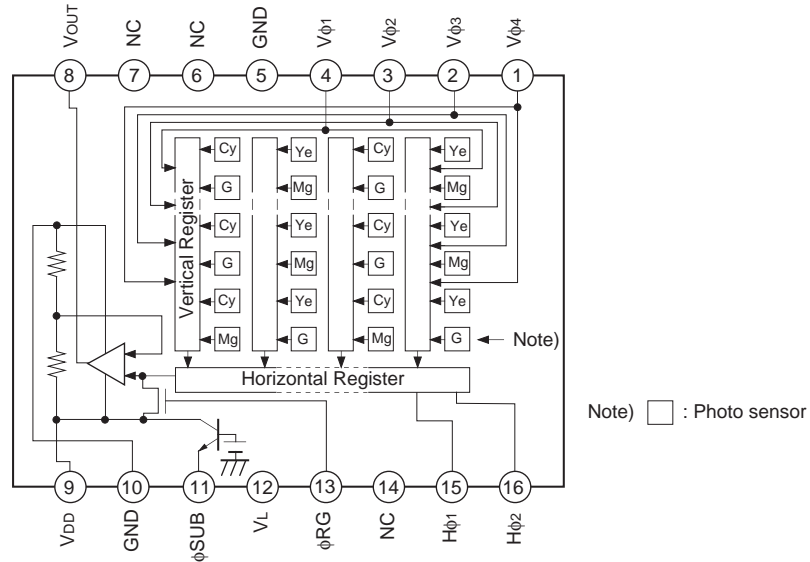 VOUT NC NC GND Vφ1 Vφ2 Vφ3 Vφ4
8 7 6 5 4 3 2 1
Cy Ye Cy Ye
G Mg G Mg
Cy Ye Cy Ye
G Mg G Mg
Cy Ye Cy Ye
Mg G Mg G
Vertical Register
Note)
Horizontal Register
Note) : Photo sensor
9 10 11 12 13 14 15 16
VDD GND φSUB VL φRG NC Hφ1 Hφ2